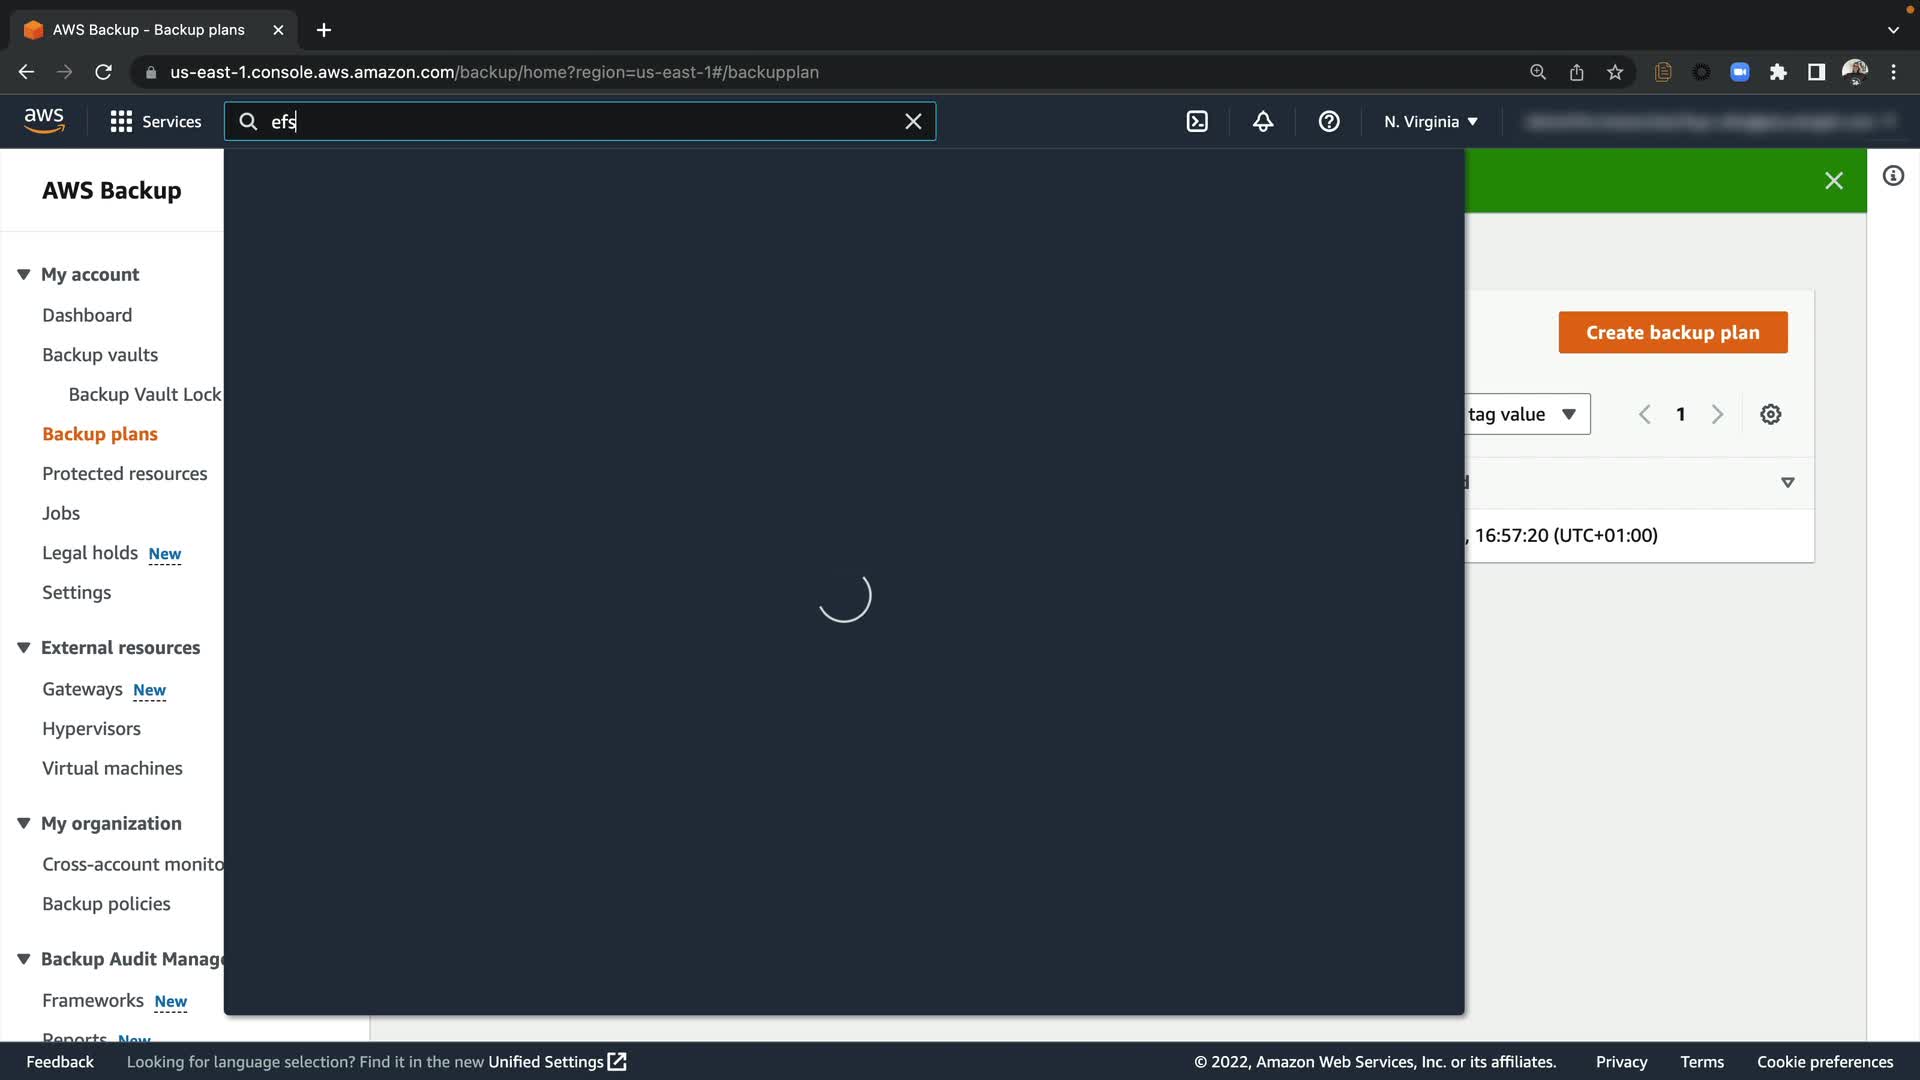 AWS Backup - Backup plans
us-east-1.console.aws.amazon.com/backup/home?region=us-east-1#/backupplan
aws
Services
efs
N. Virginia
AWS Backup
My account
Dashboard
Backup vaults
Backup Vault Lock
Backup plans
Protected resources
Jobs
Legal holds New
Settings
External resources
Gateways New
Hypervisors
Virtual machines
My organization
Cross-account monito
Backup policies
Backup Audit Manag
Frameworks New
Reports New
Create backup plan
tag value
1
, 16:57:20 (UTC+01:00)
Feedback
Looking for language selection? Find it in the new Unified Settings
© 2022, Amazon Web Services, Inc. or its affiliates.
Privacy
Terms
Cookie preferences